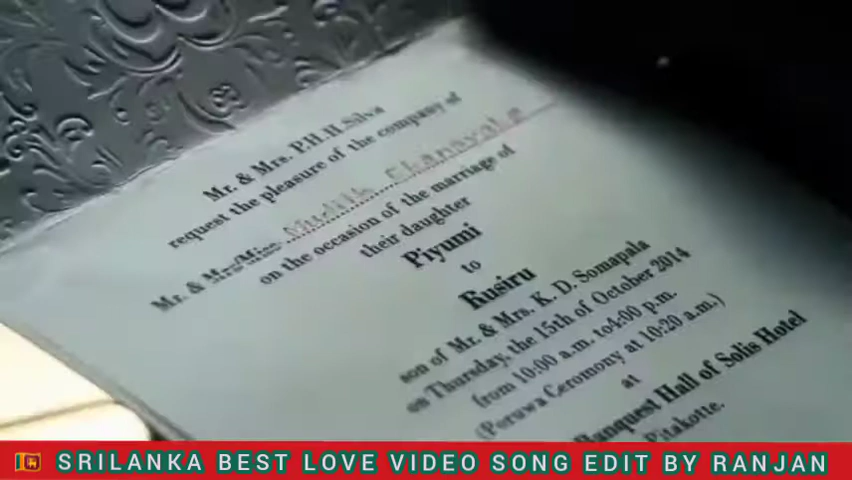 Mr. & Mrs. P.H.H.Silva
request the pleasure of the company of
Mr. & Mrs/Miss.
on the occasion of the marriage of
their daughter
Piyumi
to
Rusiru
son of Mr. & Mrs. K. D. Somapala
on Thursday, the 15th of October 2014
from 10:00 a.m. to4:00 p.m.
(Poruwa Ceromony at 10:20 a.m.)
at
Banquest Hall of Solis Hotel
Pitakotte.
SRILANKA BEST LOVE VIDEO SONG EDIT BY RANJAN